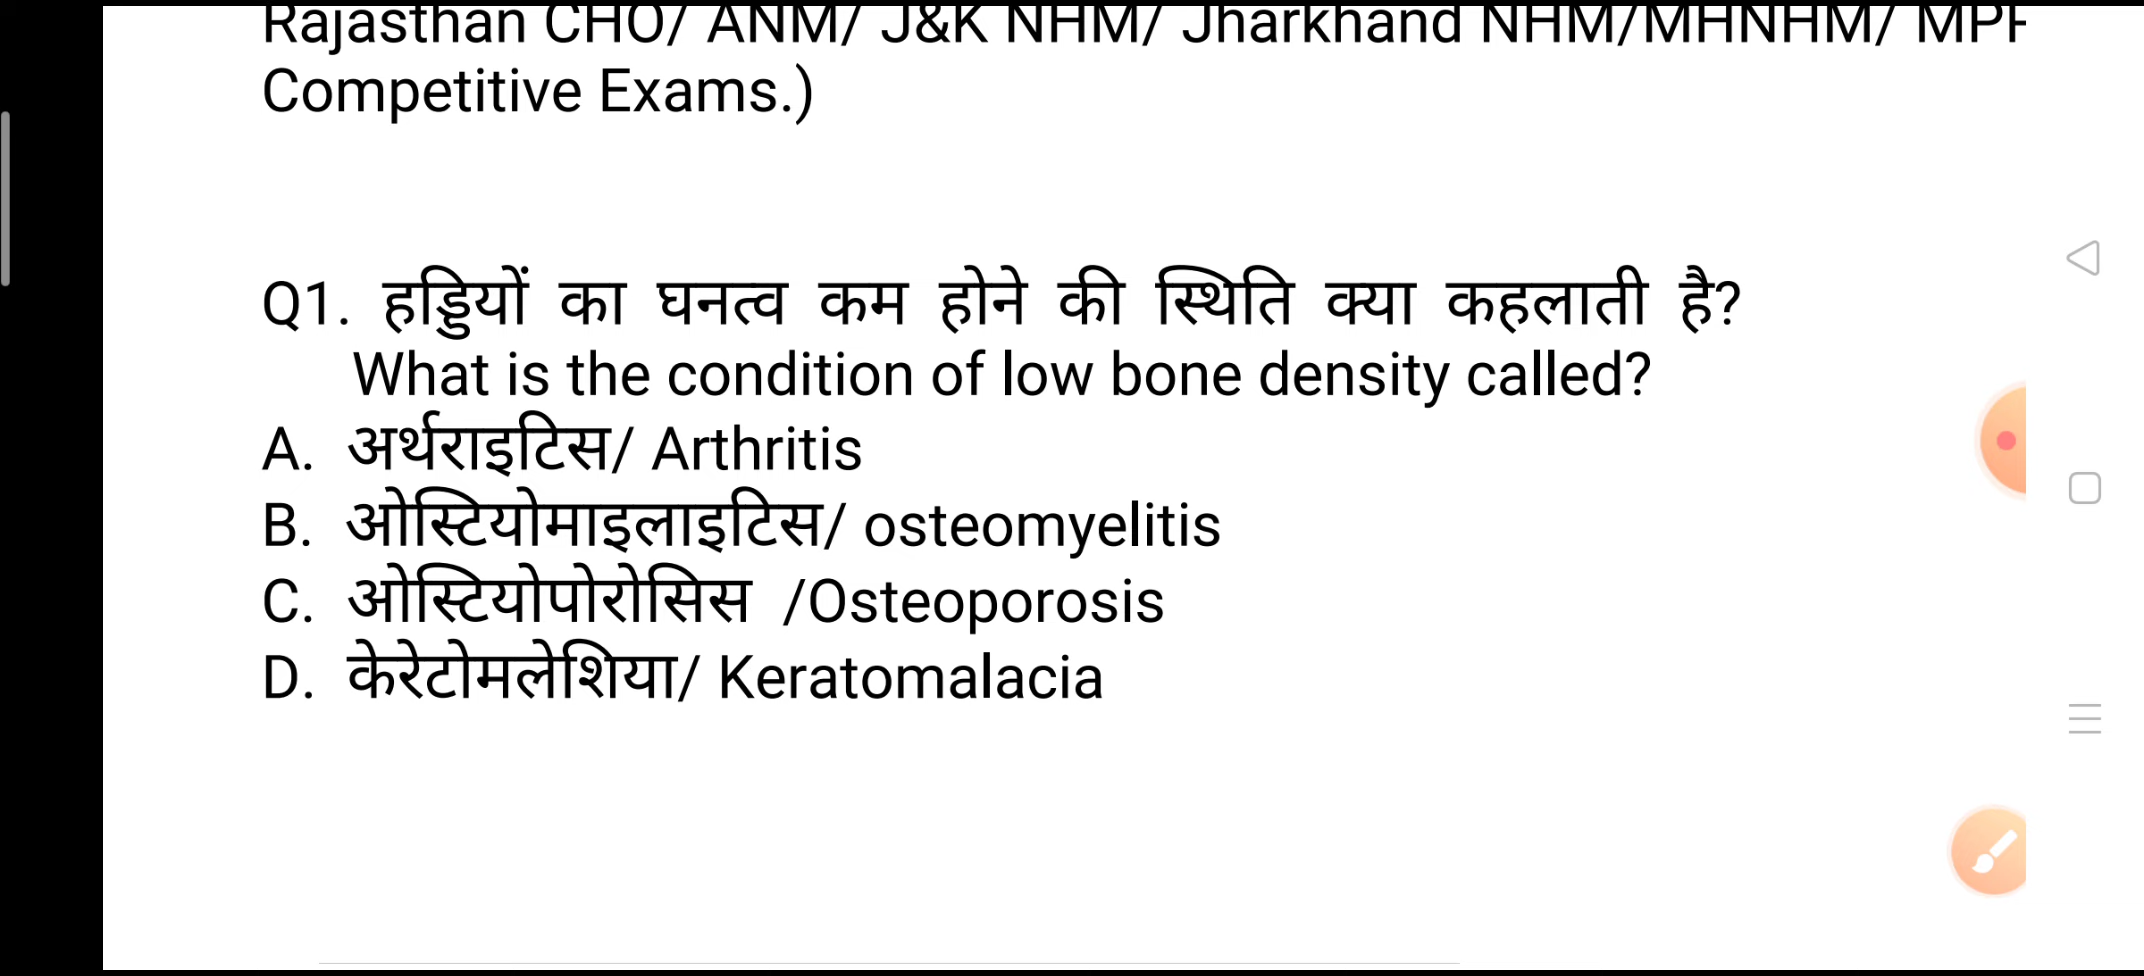 Rajasthan CHO/ ANM/ J&K NHM/ Jharkhand NHM/MHNHM/
Competitive Exams.)
Q1. हड्डियों का घनत्व कम होने की स्थिति क्या कहलाती है?
What is the condition of low bone density called?
A. अर्थराइटिस/ Arthritis
B. ओस्टियोमाइलाइटिस/ osteomyelitis
C. ओस्टियोपोरोसिस /Osteoporosis
D. केरेटोमलेशिया/ Keratomalacia